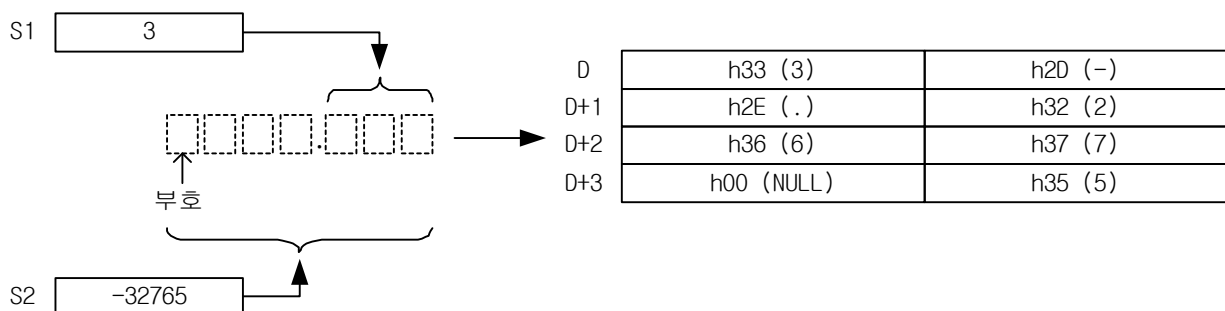 S1 3
D h33 (3) h2D (-)
D+1 h2E (.) h32 (2)
. D+2 h36 (6) h37 (7)
D+3 h00 (NULL) h35 (5)
부호
S2 -32765